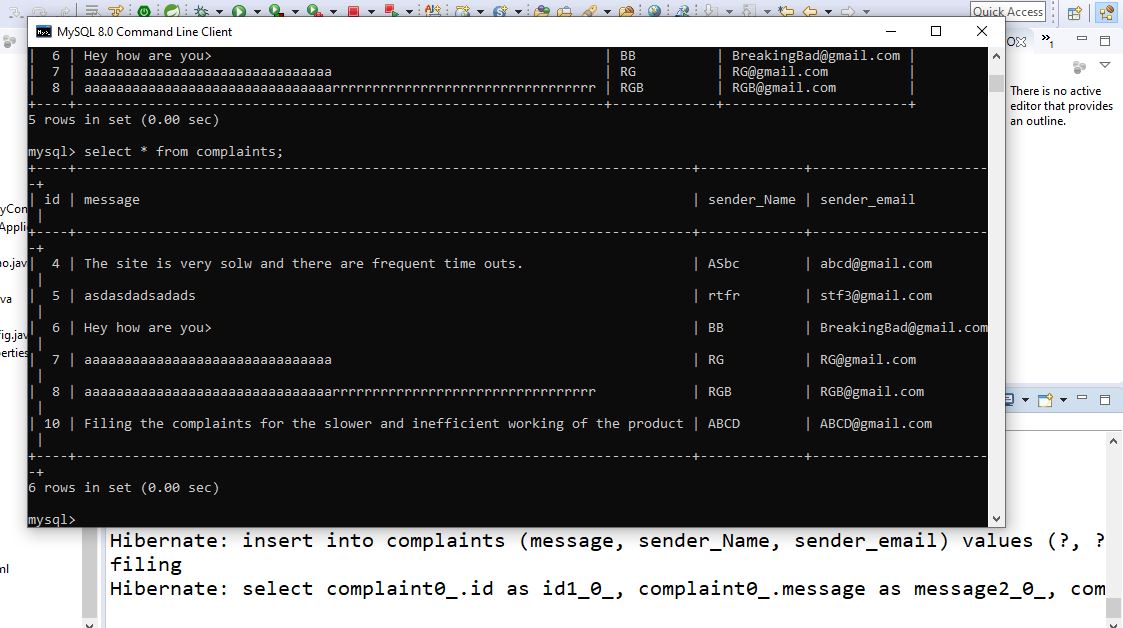 Quick Access
MySQL 8.0 Command Line Client
| 6 | Hey how are you> | BB | BreakingBad@gmail.com |
| 7 | aaaaaaaaaaaaaaaaaaaaaaaaaaaaaaa | RG | RG@gmail.com |
| 8 | aaaaaaaaaaaaaaaaaaaaaaaaaaaaaaarrrrrrrrrrrrrrrrrrrrrrrrrrrrrrrrr | RGB | RGB@gmail.com |
5 rows in set (0.00 sec)
mysql> select * from complaints;
| id | message | sender_Name | sender_email
|
| 4 | The site is very solw and there are frequent time outs. | ASbc | abcd@gmail.com
|
| 5 | asdasdadsadads | rtfr | stf3@gmail.com
|
| 6 | Hey how are you> | BB | BreakingBad@gmail.com
|
| 7 | aaaaaaaaaaaaaaaaaaaaaaaaaaaaaaa | RG | RG@gmail.com
|
| 8 | aaaaaaaaaaaaaaaaaaaaaaaaaaaaaaarrrrrrrrrrrrrrrrrrrrrrrrrrrrrrrrr | RGB | RGB@gmail.com
|
| 10 | Filing the complaints for the slower and inefficient working of the product | ABCD | ABCD@gmail.com
|
6 rows in set (0.00 sec)
mysql>
There is no active
editor that provides
an outline.
yCon
Appli
o.jav
va
fig.jav
erties
ml
Hibernate: insert into complaints (message, sender_Name, sender_email) values (?, ?
filing
Hibernate: select complaint0_.id as id1_0_, complaint0_.message as message2_0_, com